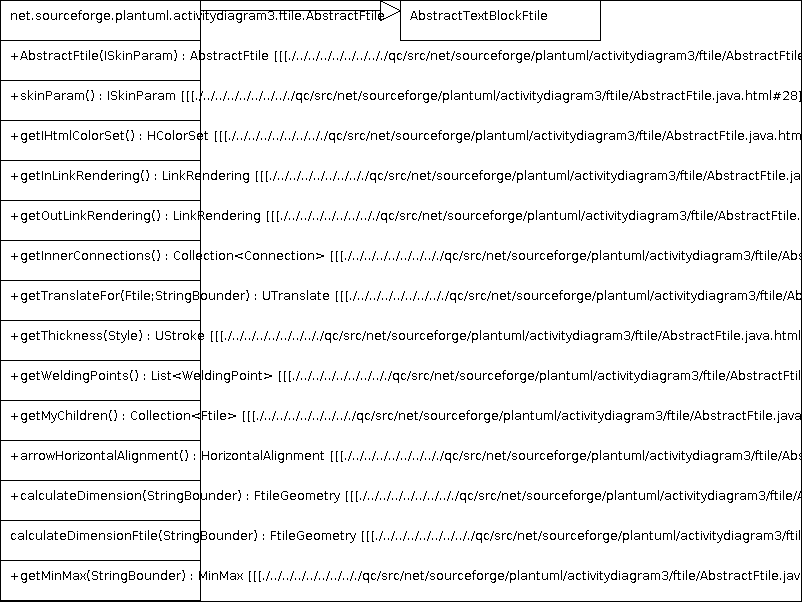 net.sourceforge.plantuml.activitydiagram3.ftile.AbstractFtile
AbstractTextBlockFtile
+AbstractFtile(ISkinParam) : AbstractFtile [[[./../../../../../../../qc/src/net/sourceforge/plantuml/activitydiagram3/ftile/AbstractFtile
+skinParam() : ISkinParam [[[./../../../../../../../qc/src/net/sourceforge/plantuml/activitydiagram3/ftile/AbstractFtile.java.html#28]
+getIHtmlColorSet() : HColorSet [[[./../../../../../../../qc/src/net/sourceforge/plantuml/activitydiagram3/ftile/AbstractFtile.java.htm
+getInLinkRendering() : LinkRendering [[[./../../../../../../../qc/src/net/sourceforge/plantuml/activitydiagram3/ftile/AbstractFtile.ja
+getOutLinkRendering() : LinkRendering [[[./../../../../../../../qc/src/net/sourceforge/plantuml/activitydiagram3/ftile/AbstractFtile.
+getInnerConnections() : Collection<Connection> [[[./../../../../../../../qc/src/net/sourceforge/plantuml/activitydiagram3/ftile/Abs
+getTranslateFor(Ftile;StringBounder) : UTranslate [[[./../../../../../../../qc/src/net/sourceforge/plantuml/activitydiagram3/ftile/Ab
+getThickness(Style) : UStroke [[[./../../../../../../../qc/src/net/sourceforge/plantuml/activitydiagram3/ftile/AbstractFtile.java.html
+getWeldingPoints() : List<WeldingPoint> [[[./../../../../../../../qc/src/net/sourceforge/plantuml/activitydiagram3/ftile/AbstractFtil
+getMyChildren() : Collection<Ftile> [[[./../../../../../../../qc/src/net/sourceforge/plantuml/activitydiagram3/ftile/AbstractFtile.java
+arrowHorizontalAlignment() : HorizontalAlignment [[[./../../../../../../../qc/src/net/sourceforge/plantuml/activitydiagram3/ftile/Abs
+calculateDimension(StringBounder) : FtileGeometry [[[./../../../../../../../qc/src/net/sourceforge/plantuml/activitydiagram3/ftile/A
calculateDimensionFtile(StringBounder) : FtileGeometry [[[./../../../../../../../qc/src/net/sourceforge/plantuml/activitydiagram3/ftil
+getMinMax(StringBounder) : MinMax [[[./../../../../../../../qc/src/net/sourceforge/plantuml/activitydiagram3/ftile/AbstractFtile.jav